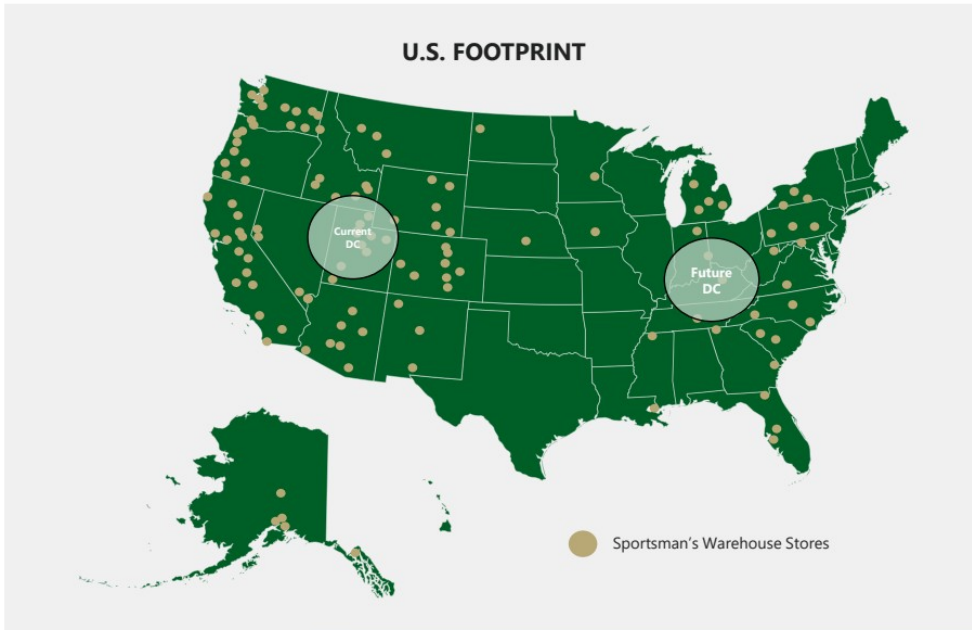 U.S. FOOTPRINT
Current
DC
Future
DC
Sportsman's Warehouse Stores